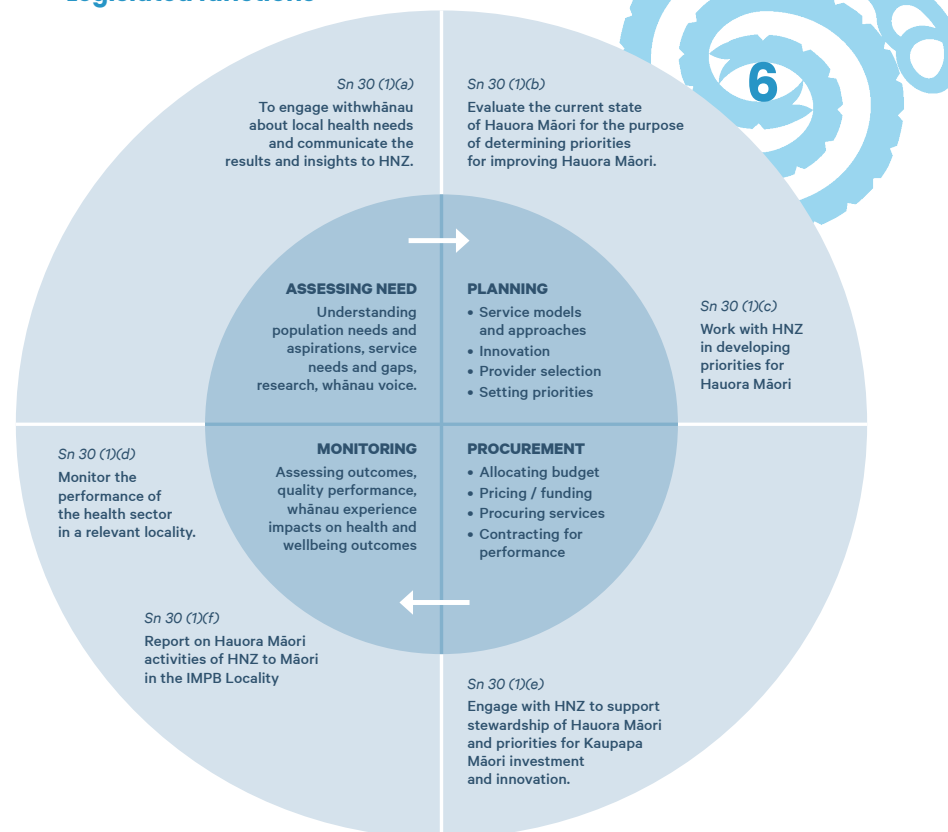 Legislated functions
6
Sn 30 (1)(a)
To engage withwhānau
about local health needs
and communicate the
results and insights to HNZ.
Sn 30 (1)(b)
Evaluate the current state
of Hauora Māori for the purpose
of determining priorities
for improving Hauora Māori.
ASSESSING NEED
Understanding
population needs and
aspirations, service
needs and gaps,
research, whānau voice.
PLANNING
• Service models
and approaches
• Innovation
• Provider selection
• Setting priorities
Sn 30 (1)(c)
Work with HNZ
in developing
priorities for
Hauora Māori
Sn 30 (1)(d)
Monitor the
performance of
the health sector
in a relevant locality.
MONITORING
Assessing outcomes,
quality performance,
whānau experience
impacts on health and
wellbeing outcomes
PROCUREMENT
• Allocating budget
• Pricing / funding
• Procuring services
• Contracting for
performance
Sn 30 (1)(f)
Report on Hauora Māori
activities of HNZ to Māori
in the IMPB Locality
Sn 30 (1)(e)
Engage with HNZ to support
stewardship of Hauora Māori
and priorities for Kaupapa
Māori investment
and innovation.